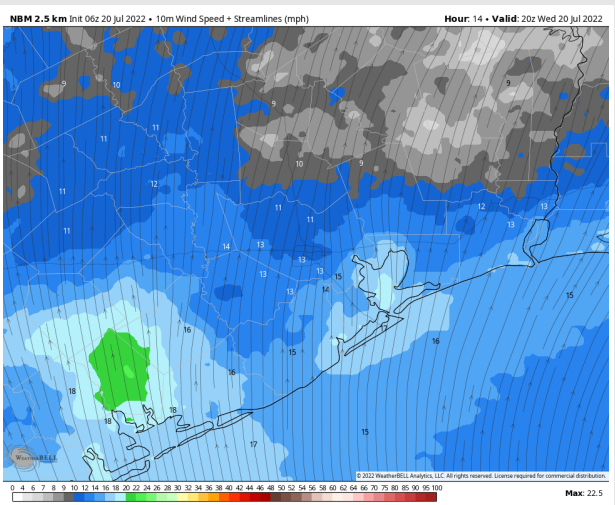 NBM 2.5 km Init 06z 20 Jul 2022 • 10m Wind Speed + Streamlines (mph)    Hour: 14 • Valid: 20z Wed 20 Jul 2022
9 10 9
9
11 11
10 9
12
11
11 11 12 13
11 13
14 13
13
13 13 15
14 13 15
17
16 16
15
16
18
18 18
15
17
WeatherBELL
© 2022 WeatherBELL Analytics, LLC. All rights reserved. License required for commercial distribution.
0 4 6 7 8 9 10 12 14 16 18 20 22 24 26 28 30 32 34 36 38 40 42 44 46 48 50 52 54 56 58 60 62 64 66 70 75 80 85 90 95 100
Max: 22.5